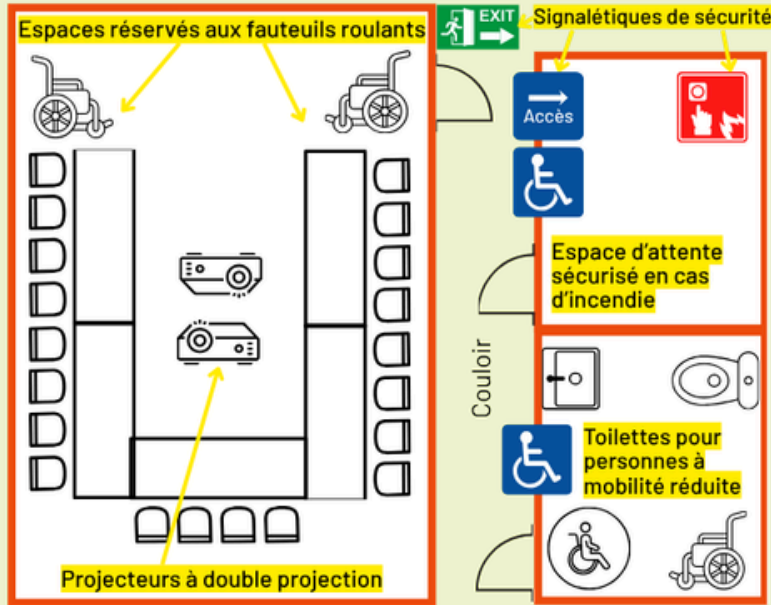 Espaces réservés aux fauteuils roulants
EXIT
Signalétiques de sécurité
Accès
Espace d'attente
sécurisé en cas
d'incendie
Couloir
Toilettes pour
personnes à
mobilité réduite
Projecteurs à double projection